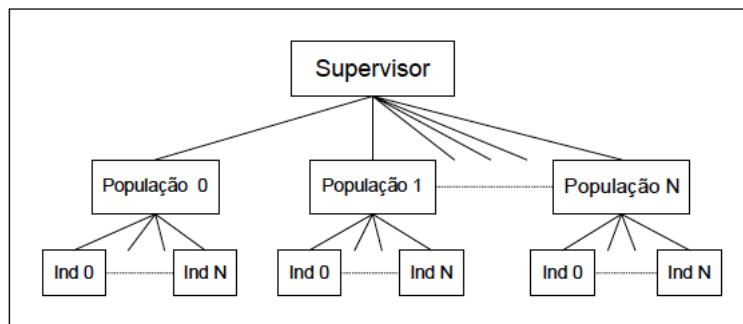 Supervisor
População 0
População 1
População N
Ind 0
Ind N
Ind 0
Ind N
Ind 0
Ind N